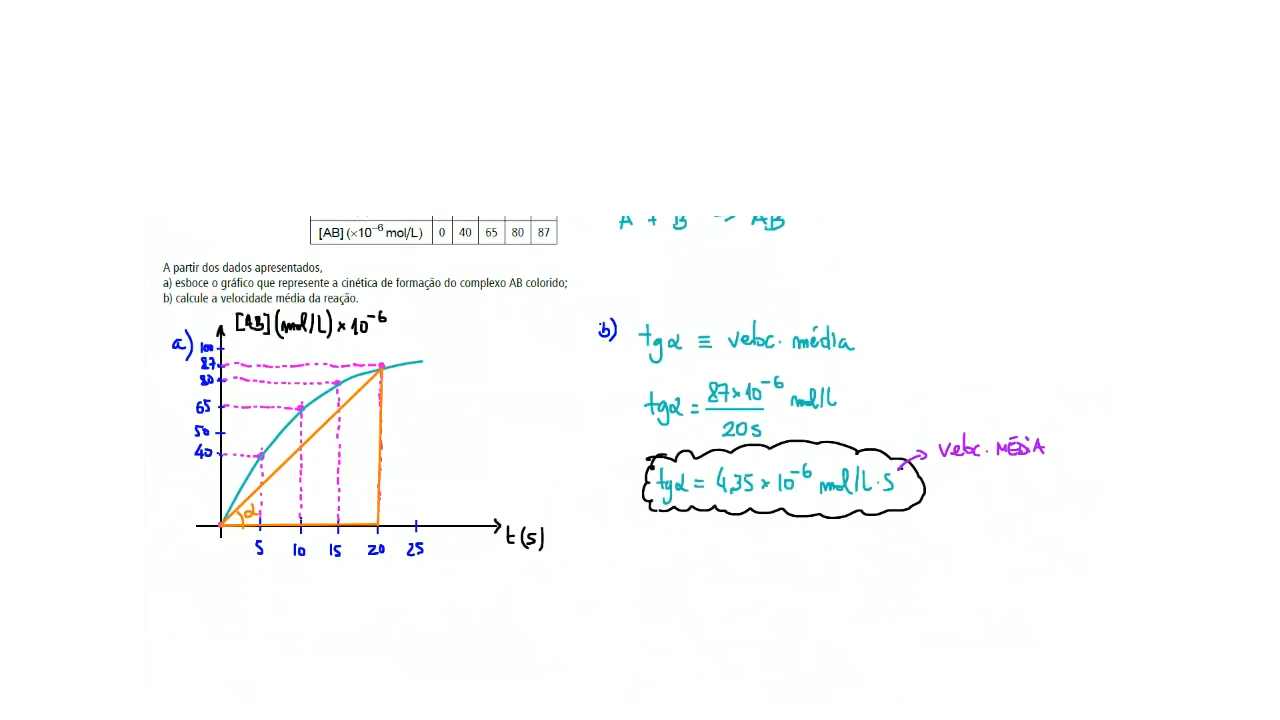 A + B -> AB
[AB] (×10⁻⁶ mol/L) 0 40 65 80 87
A partir dos dados apresentados,
a) esboce o gráfico que represente a cinética de formação do complexo AB colorido;
b) calcule a velocidade média da reação.
a)
[AB] (mol/L) × 10⁻⁶
100
87
80
65
50
40
α
5 10 15 20 25
t (s)
b) tgα ≡ veloc. média
tgα = 87×10⁻⁶ mol/L
20s
tgα = 4,35 × 10⁻⁶ mol/L·s
veloc. MÉDIA